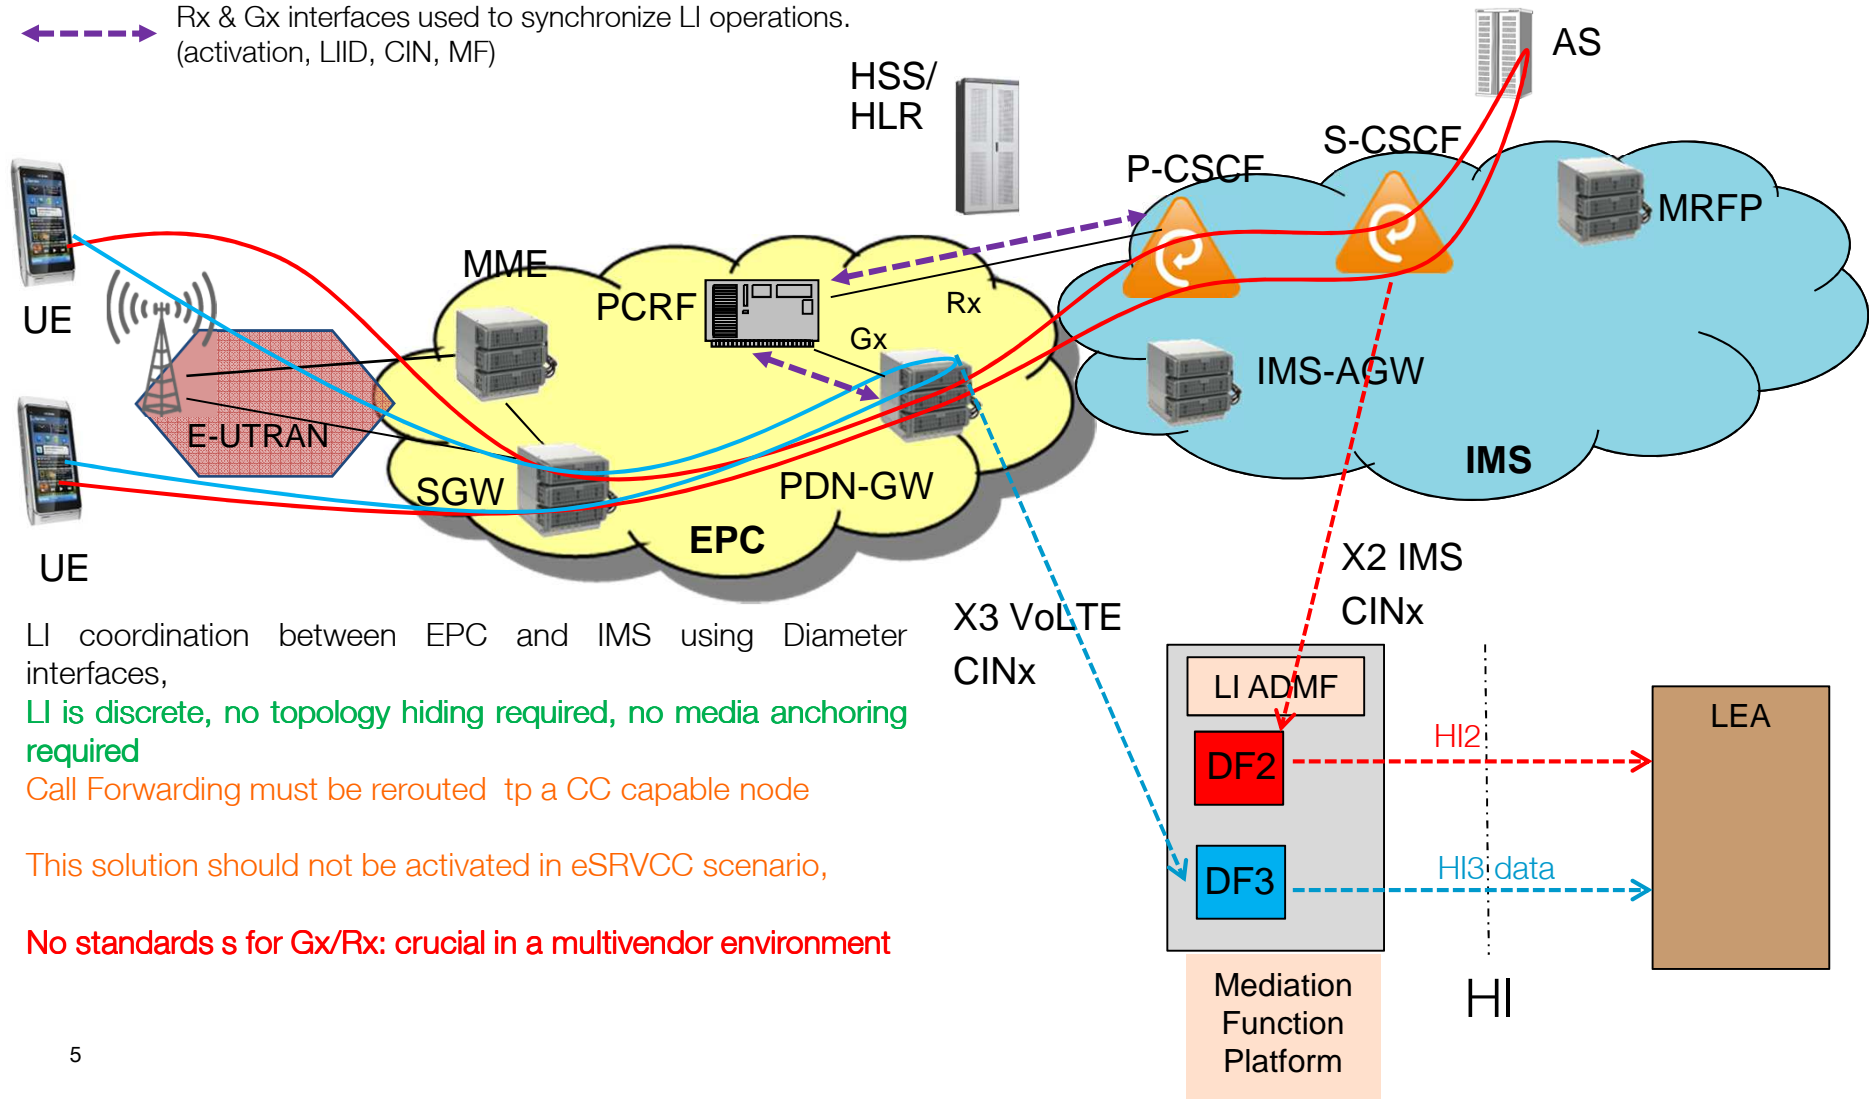 Rx & Gx interfaces used to synchronize LI operations.
(activation, LIID, CIN, MF)
AS
HSS/
HLR
S-CSCF
P-CSCF
MRFP
UE
MME
PCRF
Rx
Gx
IMS-AGW
E-UTRAN
IMS
SGW
PDN-GW
EPC
UE
X2 IMS
CINx
X3 VoLTE
CINx
LI coordination between EPC and IMS using Diameter
interfaces,
LI is discrete, no topology hiding required, no media anchoring
required
Call Forwarding must be rerouted tp a CC capable node
This solution should not be activated in eSRVCC scenario,
No standards s for Gx/Rx: crucial in a multivendor environment
LI ADMF
LEA
HI2
DF2
HI3 data
DF3
HI
Mediation
Function
Platform
5